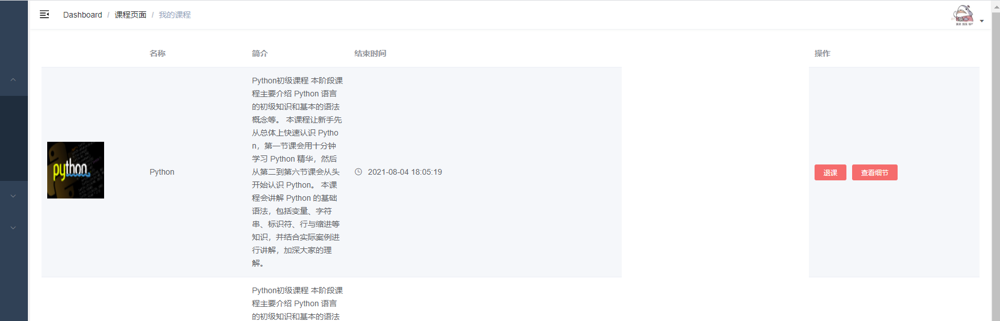 Dashboard / 课程页面 / 我的课程
名称 简介 结束时间 操作
Python初级课程 本阶段课
程主要介绍 Python 语言
的初级知识和基本的语法
概念等。 本课程让新手先
从总体上快速认识 Pytho
n，第一节课会用十分钟
学习 Python 精华，然后
从第二到第六节课会从头
开始认识 Python。 本课
程会讲解 Python 的基础
语法，包括变量、字符
串、标识符、行与缩进等
知识，并结合实际案例进
行讲解，加深大家的理
解。
python
Python
2021-08-04 18:05:19
退课 查看细节
Python初级课程 本阶段课
程主要介绍 Python 语言
的初级知识和基本的语法